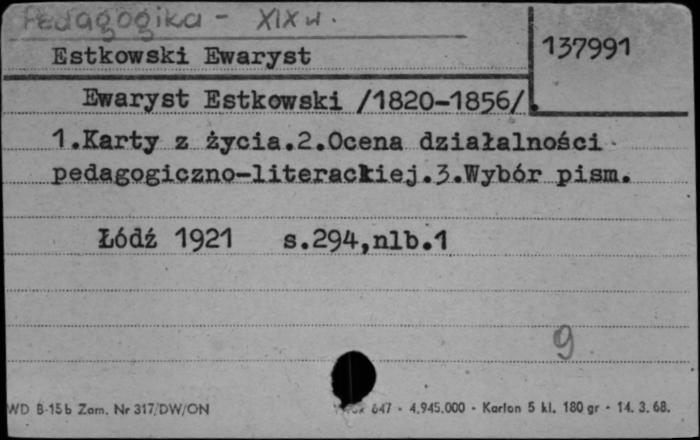 Pedagogika - XIX w.
Estkowski Ewaryst
137991
Ewaryst Estkowski /1820-1856/.
1.Karty z życia.2.Ocena działalności
pedagogiczno-literackiej.3.Wybór pism.
Łódź 1921 s.294,nlb.1
9
WD B-15b Zam. Nr 317/DW/ON
647 - 4.945.000 - Karton 5 kl. 180 gr - 14. 3. 68.